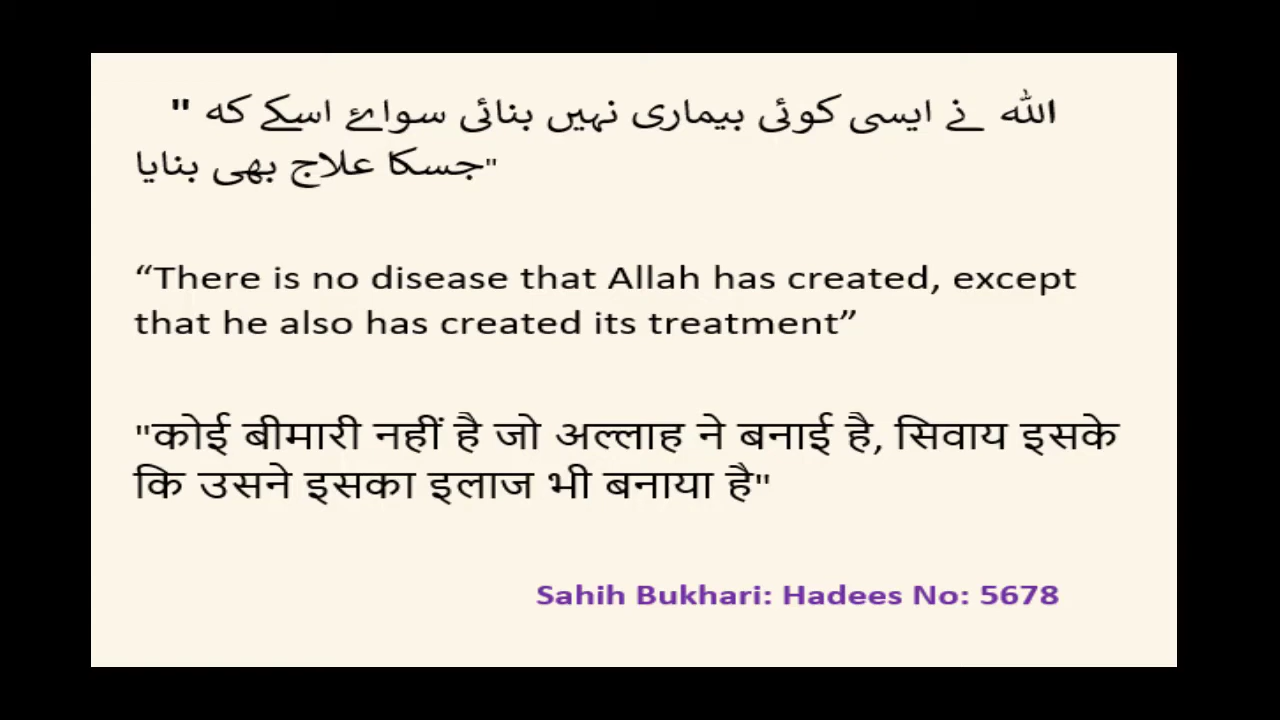 " الله نے ایسی کوئی بیماری نہیں بنائی سواۓ اسکے کہ
جسکا علاج بھی بنایا"
“There is no disease that Allah has created, except
that he also has created its treatment”
"कोई बीमारी नहीं है जो अल्लाह ने बनाई है, सिवाय इसके
कि उसने इसका इलाज भी बनाया है"
Sahih Bukhari: Hadees No: 5678